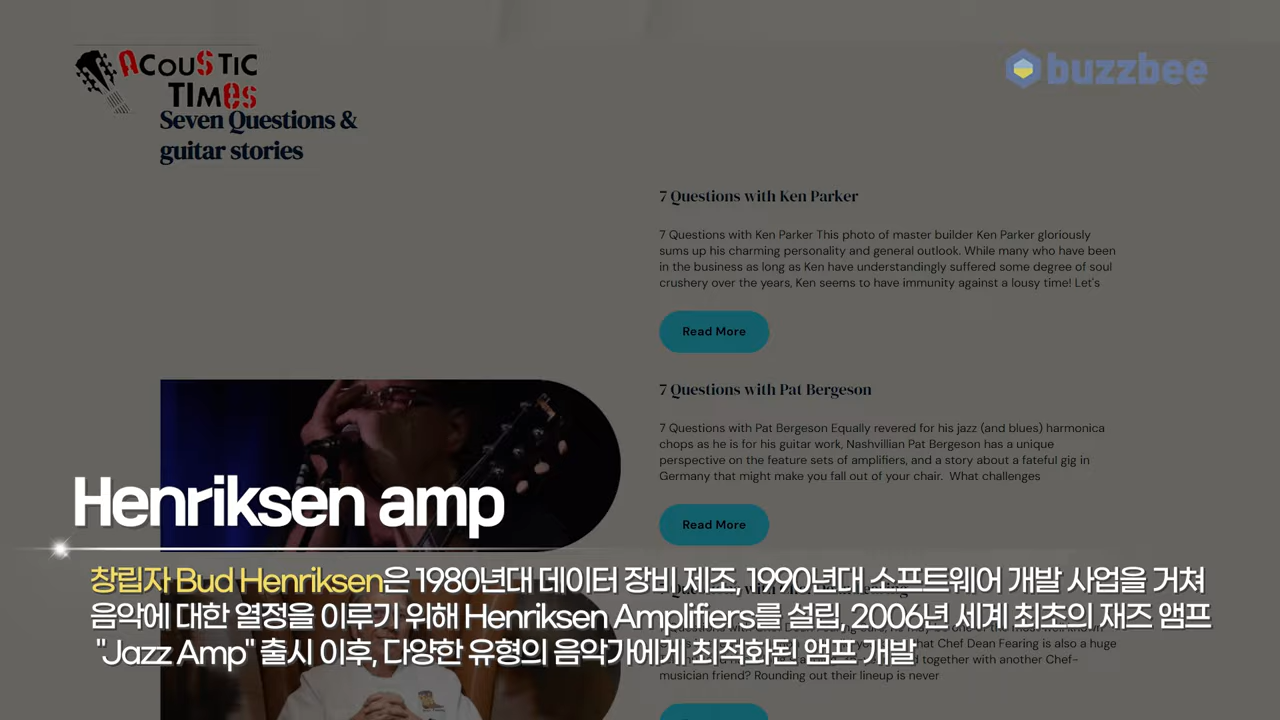 ACOUSTIC
TIMES
buzzbee
Seven Questions &
guitar stories
7 Questions with Ken Parker
7 Questions with Ken Parker This photo of master builder Ken Parker gloriously
sums up his charming personality and general outlook. While many who have been
in the business as long as Ken have understandingly suffered some degree of soul
crushery over the years, Ken seems to have immunity against a lousy time! Let's
Read More
7 Questions with Pat Bergeson
7 Questions with Pat Bergeson Equally revered for his jazz (and blues) harmonica
chops as he is for his guitar work, Nashvillian Pat Bergeson has a unique
perspective on the feature sets of amplifiers, and a story about a fateful gig in
Germany that might make you fall out of your chair. What challenges
Read More
Henriksen amp
창립자 Bud Henriksen은 1980년대 데이터 장비 제조, 1990년대 소프트웨어 개발 사업을 거쳐
음악에 대한 열정을 이루기 위해 Henriksen Amplifiers를 설립, 2006년 세계 최초의 재즈 앰프
"Jazz Amp" 출시 이후, 다양한 유형의 음악가에게 최적화된 앰프 개발
that Chef Dean Fearing is also a huge
together with another Chef-
musician friend? Rounding out their lineup is never